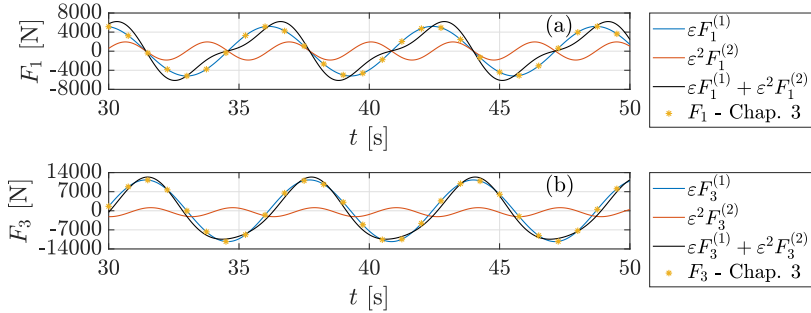 8000
4000
0
-4000
-8000
F₁ [N]
(a)
30 35 40 45 50
t [s]
εF₁⁽¹⁾
ε²F₁⁽²⁾
εF₁⁽¹⁾ + ε²F₁⁽²⁾
F₁ - Chap. 3
14000
7000
0
-7000
-14000
F₃ [N]
(b)
30 35 40 45 50
t [s]
εF₃⁽¹⁾
ε²F₃⁽²⁾
εF₃⁽¹⁾ + ε²F₃⁽²⁾
F₃ - Chap. 3